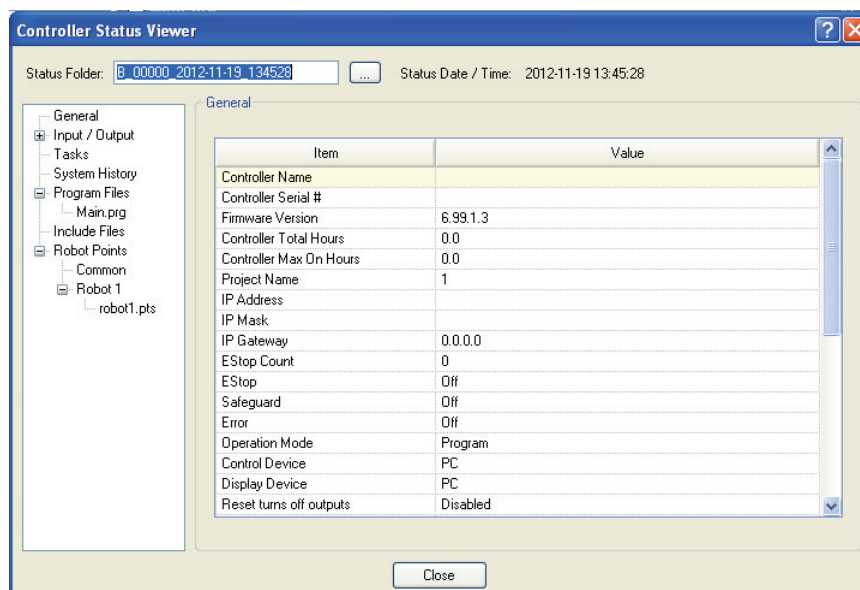 Controller Status Viewer
Status Folder: B_00000_2012-11-19_134528 ... Status Date / Time: 2012-11-19 13:45:28
General
Input / Output
Tasks
System History
Program Files
Main.prg
Include Files
Robot Points
Common
Robot 1
robot1.pts
General
Item Value
Controller Name
Controller Serial #
Firmware Version 6.99.1.3
Controller Total Hours 0.0
Controller Max On Hours 0.0
Project Name 1
IP Address
IP Mask
IP Gateway 0.0.0.0
EStop Count 0
EStop Off
Safeguard Off
Error Off
Operation Mode Program
Control Device PC
Display Device PC
Reset turns off outputs Disabled
Close